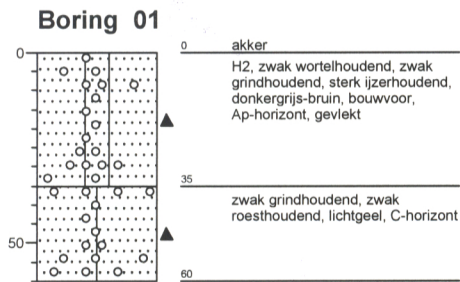 Boring 01
0
0 akker
H2, zwak wortelhoudend, zwak
grindhoudend, sterk ijzerhoudend,
donkergrijs-bruin, bouwvoor,
Ap-horizont, gevlekt
35
zwak grindhoudend, zwak
roesthoudend, lichtgeel, C-horizont
50
60